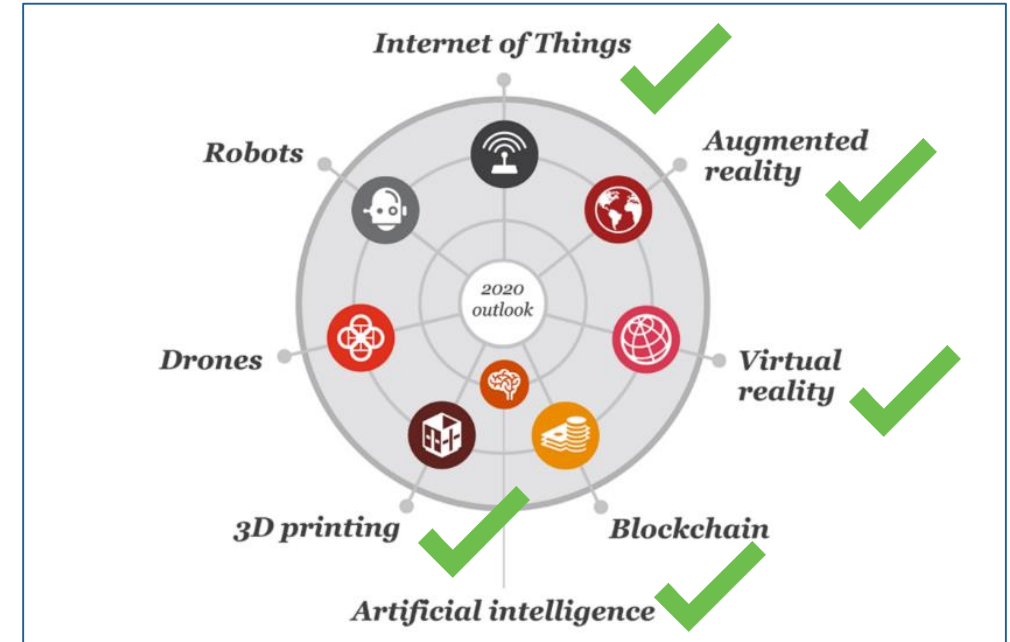 Internet of Things
Robots
Augmented
reality
2020
outlook
Drones
Virtual
reality
3D printing
Blockchain
Artificial intelligence